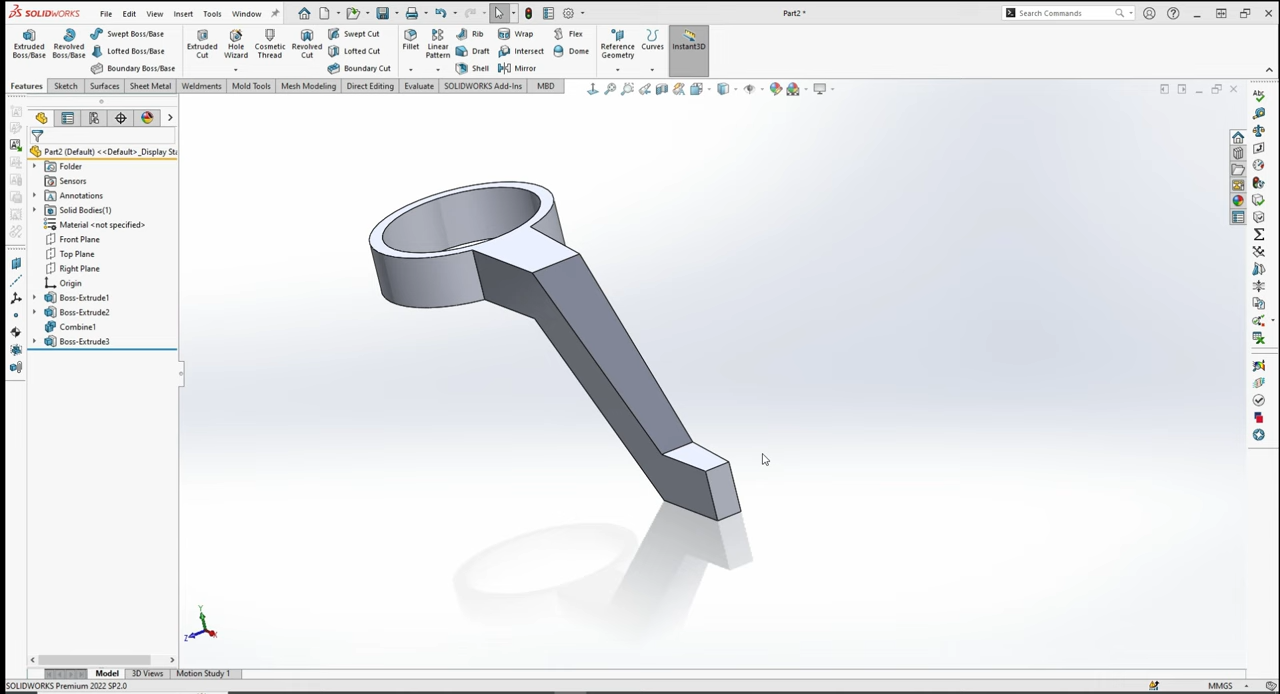 SOLIDWORKS File Edit View Insert Tools Window Part2 * Search Commands
Extruded Boss/Base Revolved Boss/Base Swept Boss/Base Lofted Boss/Base Boundary Boss/Base Extruded Cut Hole Wizard Cosmetic Thread Revolved Cut Swept Cut Lofted Cut Boundary Cut Fillet Linear Pattern Rib Draft Shell Wrap Intersect Mirror Flex Dome Reference Geometry Curves Instant3D
Features Sketch Surfaces Sheet Metal Weldments Mold Tools Mesh Modeling Direct Editing Evaluate SOLIDWORKS Add-Ins MBD
Part2 (Default) <<Default>_Display Sta
Folder
Sensors
Annotations
Solid Bodies(1)
Material <not specified>
Front Plane
Top Plane
Right Plane
Origin
Boss-Extrude1
Boss-Extrude2
Combine1
Boss-Extrude3
Y
Z
X
Model 3D Views Motion Study 1
SOLIDWORKS Premium 2022 SP2.0 MMGS